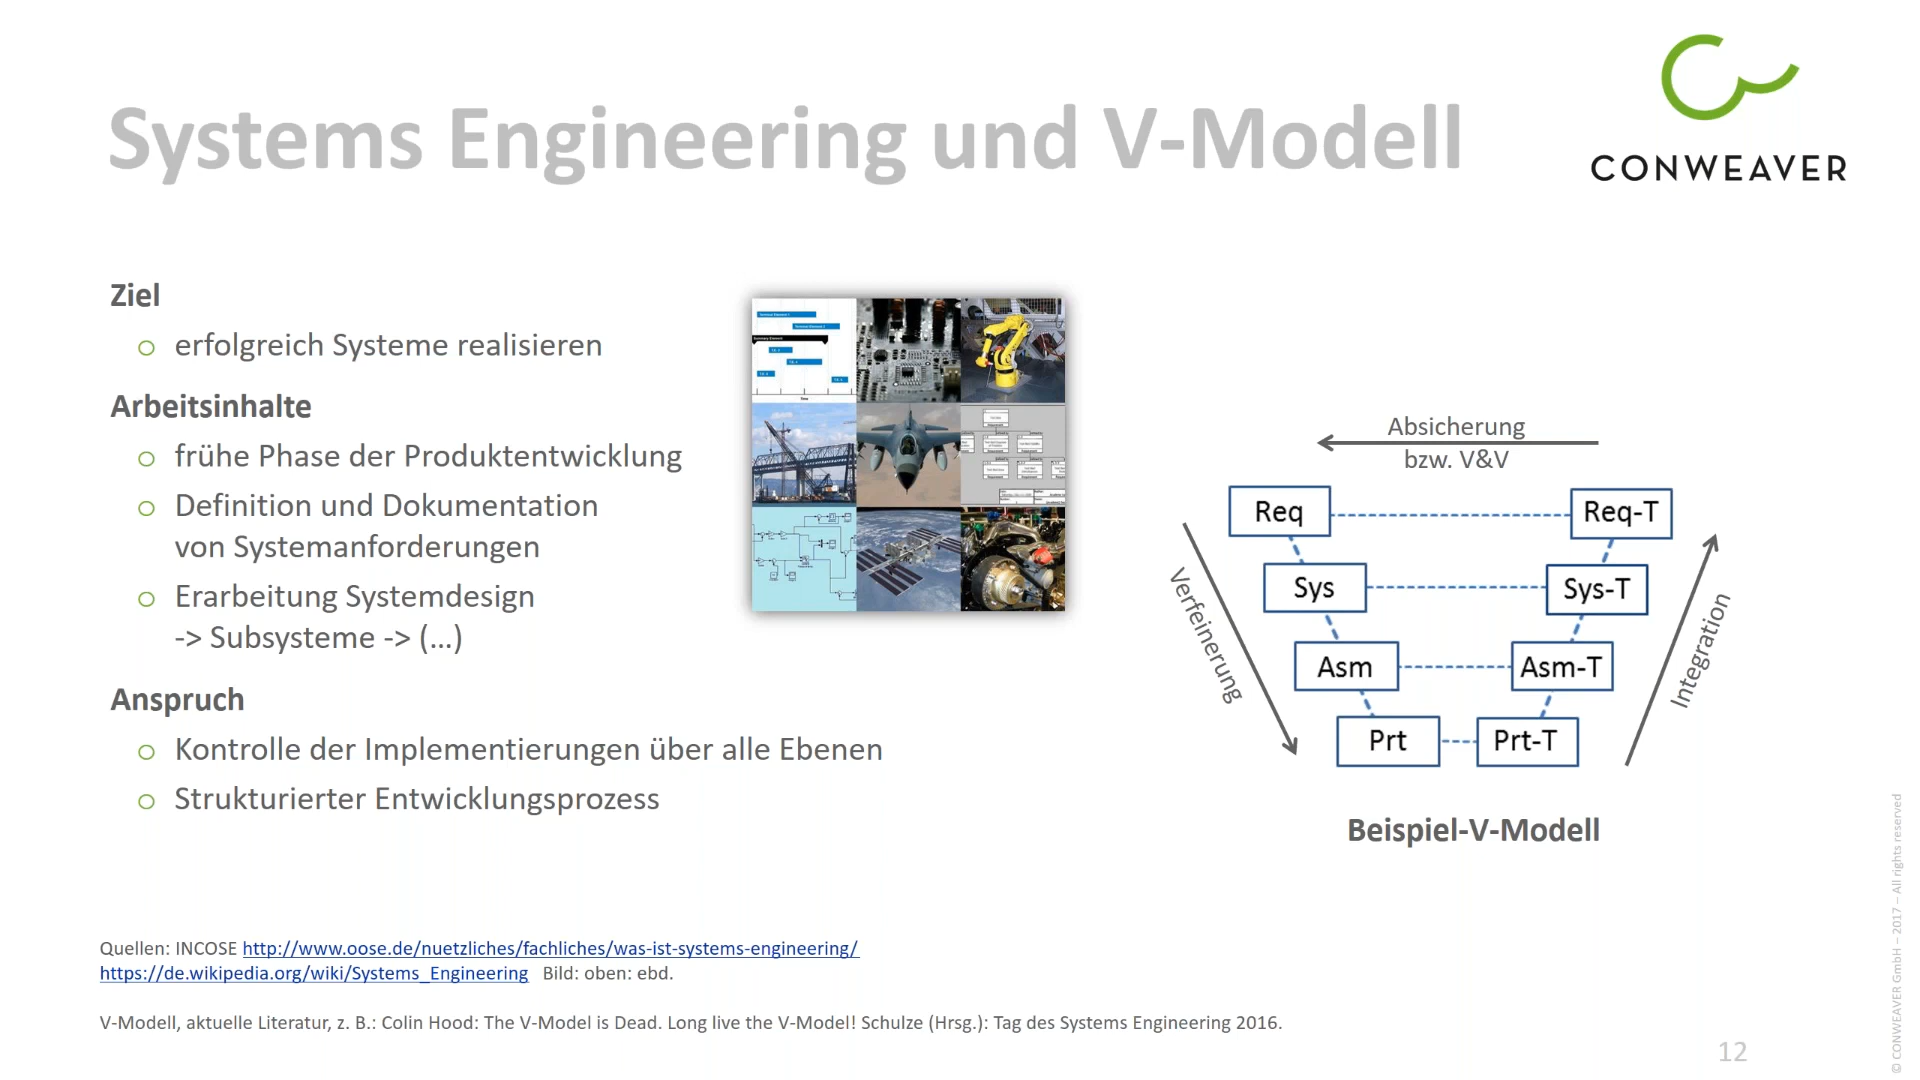 Systems Engineering und V-Modell
CONWEAVER
Ziel
erfolgreich Systeme realisieren
Arbeitsinhalte
frühe Phase der Produktentwicklung
Definition und Dokumentation
von Systemanforderungen
Erarbeitung Systemdesign
-> Subsysteme -> (...)
Anspruch
Kontrolle der Implementierungen über alle Ebenen
Strukturierter Entwicklungsprozess
Absicherung
bzw. V&V
Req
Req-T
Sys
Sys-T
Asm
Asm-T
Prt
Prt-T
Verfeinerung
Integration
Beispiel-V-Modell
Quellen: INCOSE http://www.oose.de/nuetzliches/fachliches/was-ist-systems-engineering/
https://de.wikipedia.org/wiki/Systems_Engineering Bild: oben: ebd.
V-Modell, aktuelle Literatur, z. B.: Colin Hood: The V-Model is Dead. Long live the V-Model! Schulze (Hrsg.): Tag des Systems Engineering 2016.
12
© CONWEAVER GmbH – 2017 – All rights reserved